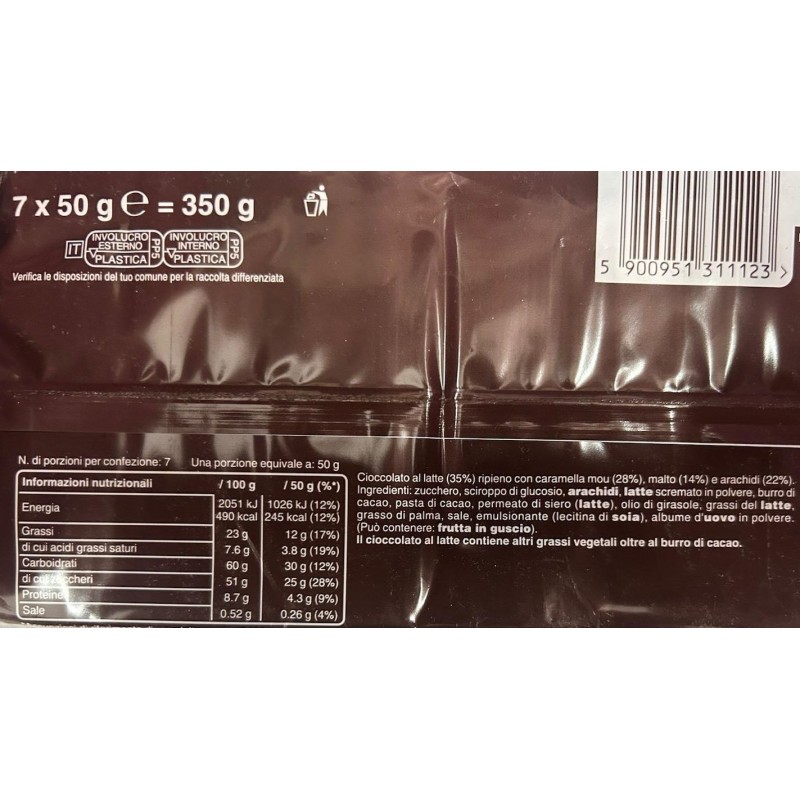 7 x 50 g e = 350 g
IT
INVOLUCRO ESTERNO PLASTICA PP5
INVOLUCRO INTERNO PLASTICA PP5
Verifica le disposizioni del tuo comune per la raccolta differenziata
5 900951 311123 >
N. di porzioni per confezione: 7 Una porzione equivale a: 50 g
Informazioni nutrizionali / 100 g / 50 g (%*)
Energia 2051 kJ 1026 kJ (12%)
490 kcal 245 kcal (12%)
Grassi 23 g 12 g (17%)
di cui acidi grassi saturi 7.6 g 3.8 g (19%)
Carboidrati 60 g 30 g (12%)
di cui zuccheri 51 g 25 g (28%)
Proteine 8.7 g 4.3 g (9%)
Sale 0.52 g 0.26 g (4%)
Cioccolato al latte (35%) ripieno con caramella mou (28%), malto (14%) e arachidi (22%).
Ingredienti: zucchero, sciroppo di glucosio, arachidi, latte scremato in polvere, burro di
cacao, pasta di cacao, permeato di siero (latte), olio di girasole, grassi del latte,
grasso di palma, sale, emulsionante (lecitina di soia), albume d'uovo in polvere.
(Può contenere: frutta in guscio).
Il cioccolato al latte contiene altri grassi vegetali oltre al burro di cacao.